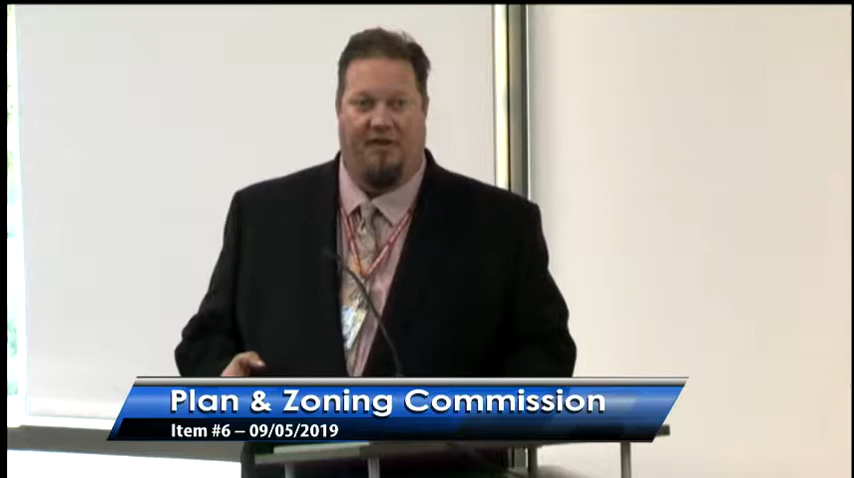 Plan & Zoning Commission
Item #6 – 09/05/2019